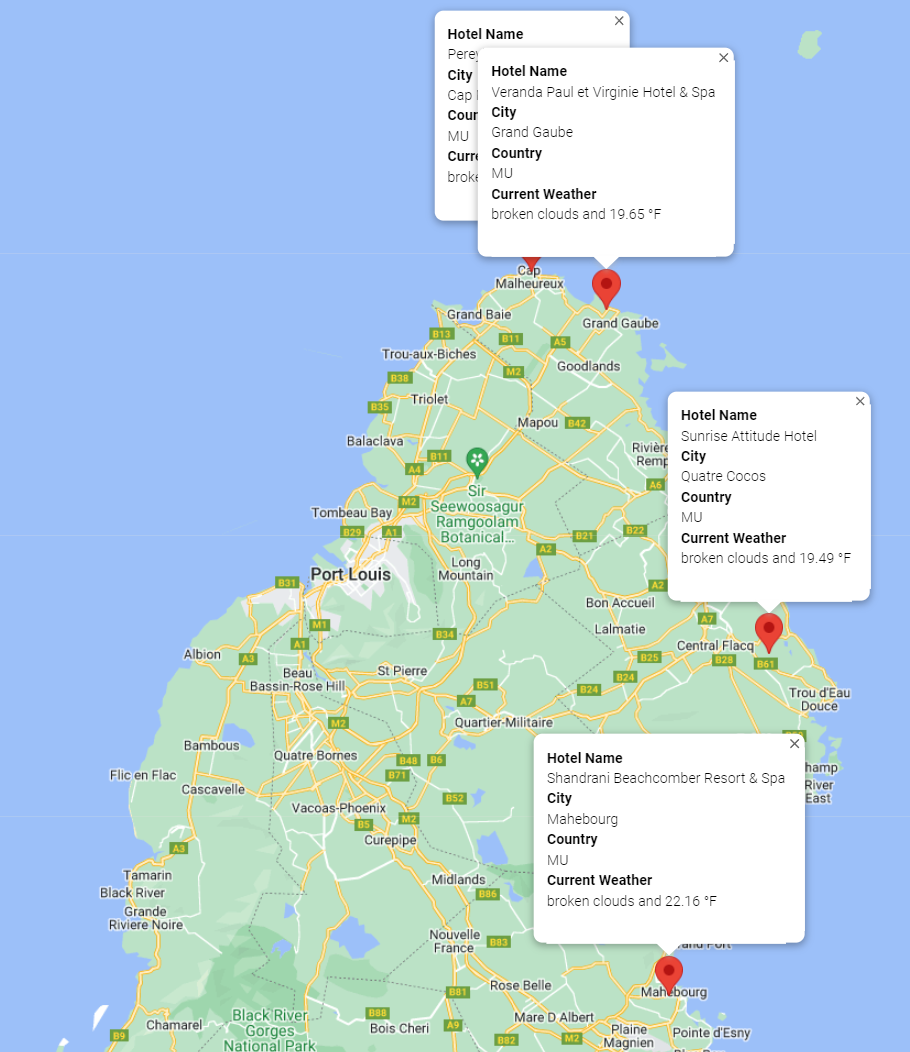 Hotel Name
City
MU
Hotel Name
Veranda Paul et Virginie Hotel & Spa
City
Grand Gaube
Country
MU
Current Weather
broken clouds and 19.65 °F
Cap
Malheureux
Grand Baie
Grand Gaube
B13
B11
A5
Trou-aux-Biches
Goodlands
M2
B38
Triolet
B35
Mapou
B42
Balaclava
B11
A4
Sir
Seewoosagur
Ramgoolam
Botanical...
Rivière
A6
M2
Tombeau Bay
B29
A1
B21
B22
A2
Hotel Name
Sunrise Attitude Hotel
City
Quatre Cocos
Country
MU
Current Weather
broken clouds and 19.49 °F
Port Louis
Long
Mountain
B31
A2
Bon Accueil
M1
A7
Lalmatie
B34
A1
Central Flacq
Albion
A3
B25
B28
B61
St Pierre
Beau
Bassin-Rose Hill
B24
B51
B24
A7
Trou d'Eau
Douce
M2
Quartier-Militaire
Bambous
Quatre Bornes
B48
B6
B71
Flic en Flac
Cascavelle
River
East
B52
Vacoas-Phoenix
M2
B5
Curepipe
A3
Hotel Name
Shandrani Beachcomber Resort & Spa
City
Mahebourg
Country
MU
Current Weather
broken clouds and 22.16 °F
Tamarin
Black River
Midlands
B86
Grande
Riviere Noire
Nouvelle
France
B83
Port
Rose Belle
B81
Mahebourg
B88
Black River
Gorges
National Park
Chamarel
Bois Cheri
A9
Mare D Albert
Plaine
Magnien
Pointe d'Esny
B9
B82
M2